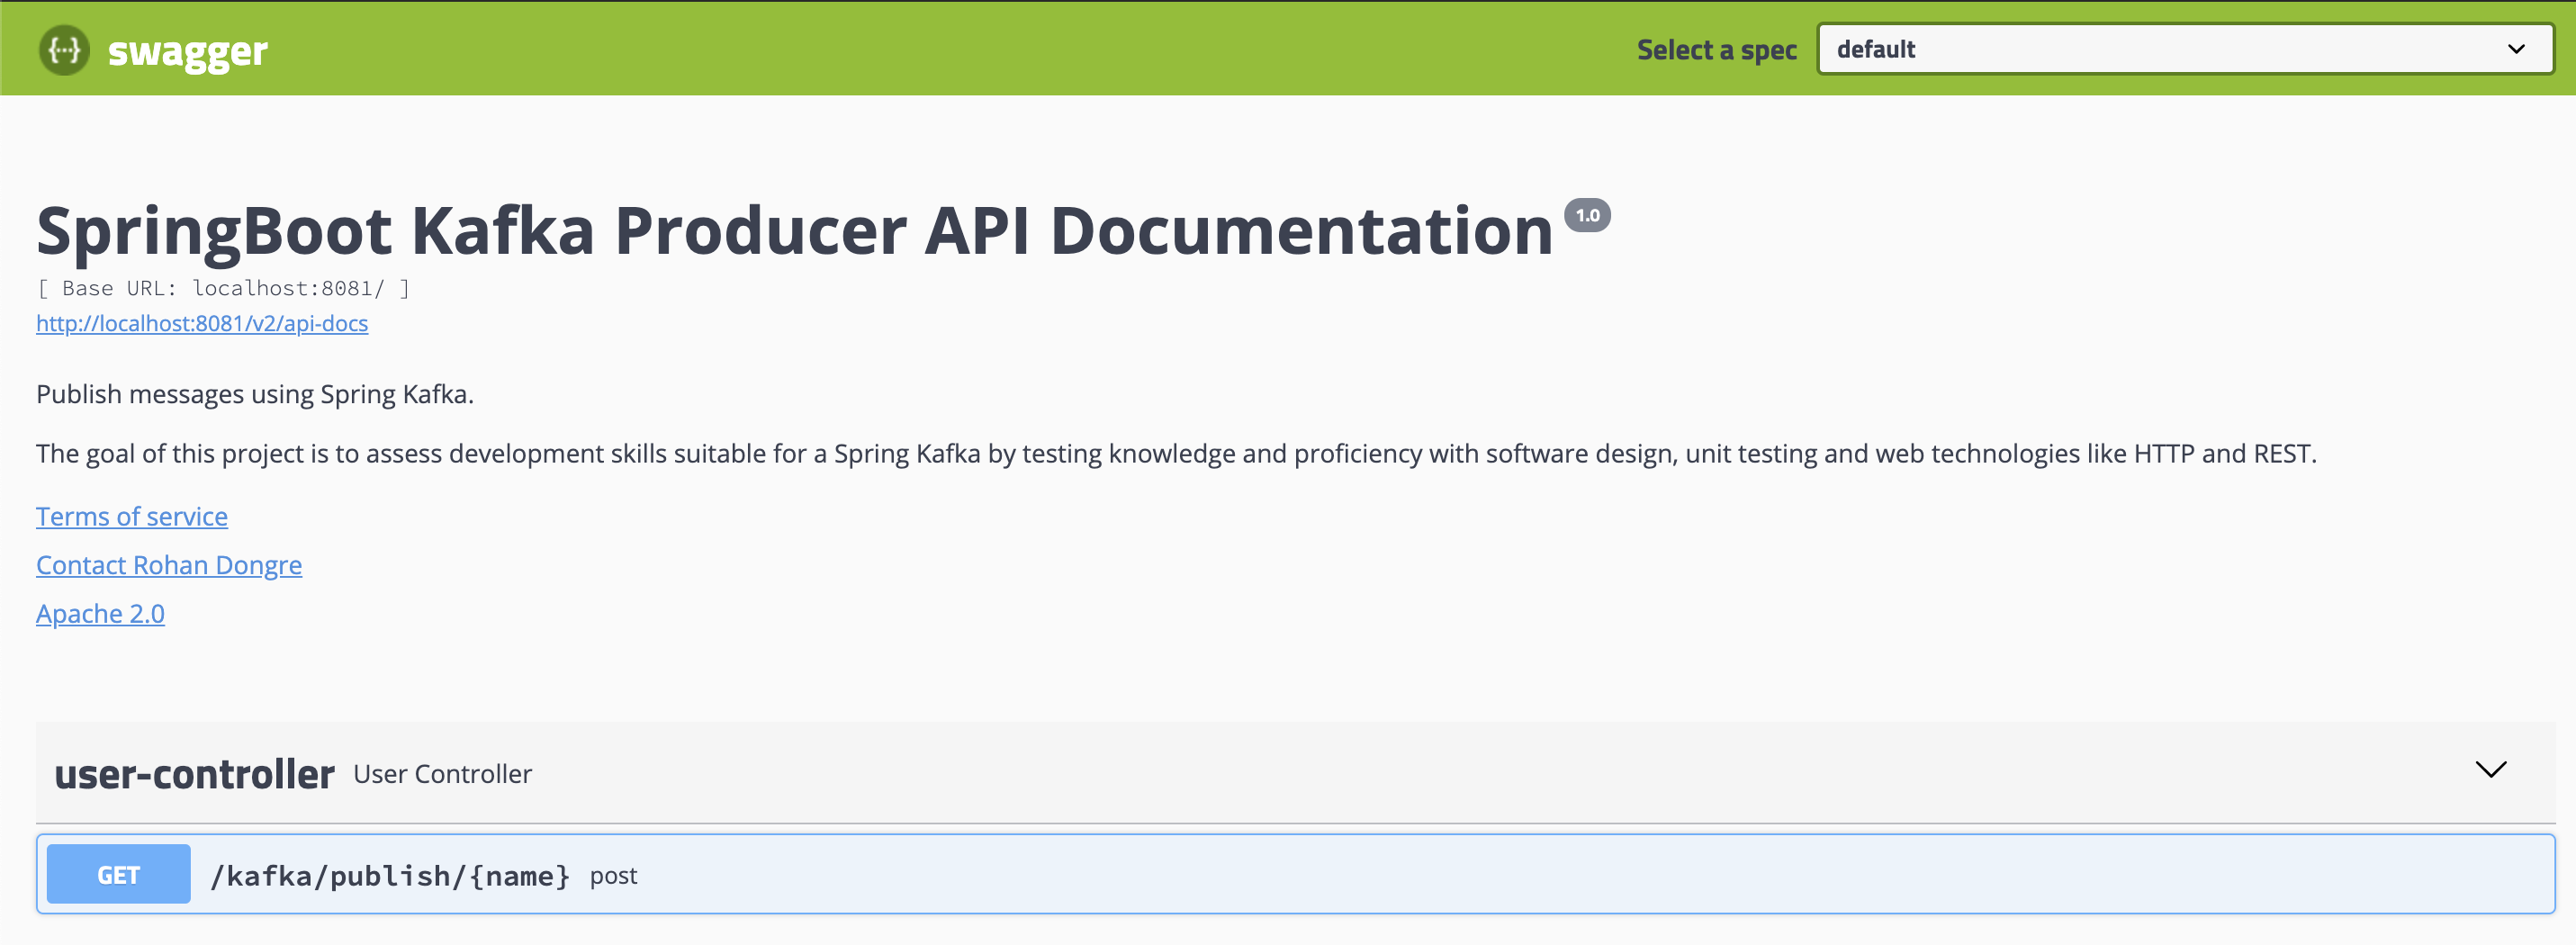 {···} swagger
Select a spec default
SpringBoot Kafka Producer API Documentation 1.0
[ Base URL: localhost:8081/ ]
http://localhost:8081/v2/api-docs
Publish messages using Spring Kafka.
The goal of this project is to assess development skills suitable for a Spring Kafka by testing knowledge and proficiency with software design, unit testing and web technologies like HTTP and REST.
Terms of service
Contact Rohan Dongre
Apache 2.0
user-controller User Controller
GET /kafka/publish/{name} post